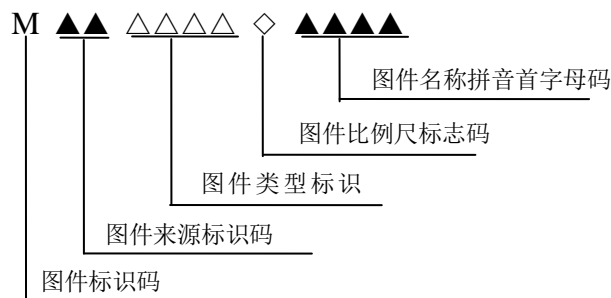 M ▲▲ △△△△ ◇ ▲▲▲▲
图件名称拼音首字母码
图件比例尺标志码
图件类型标识
图件来源标识码
图件标识码